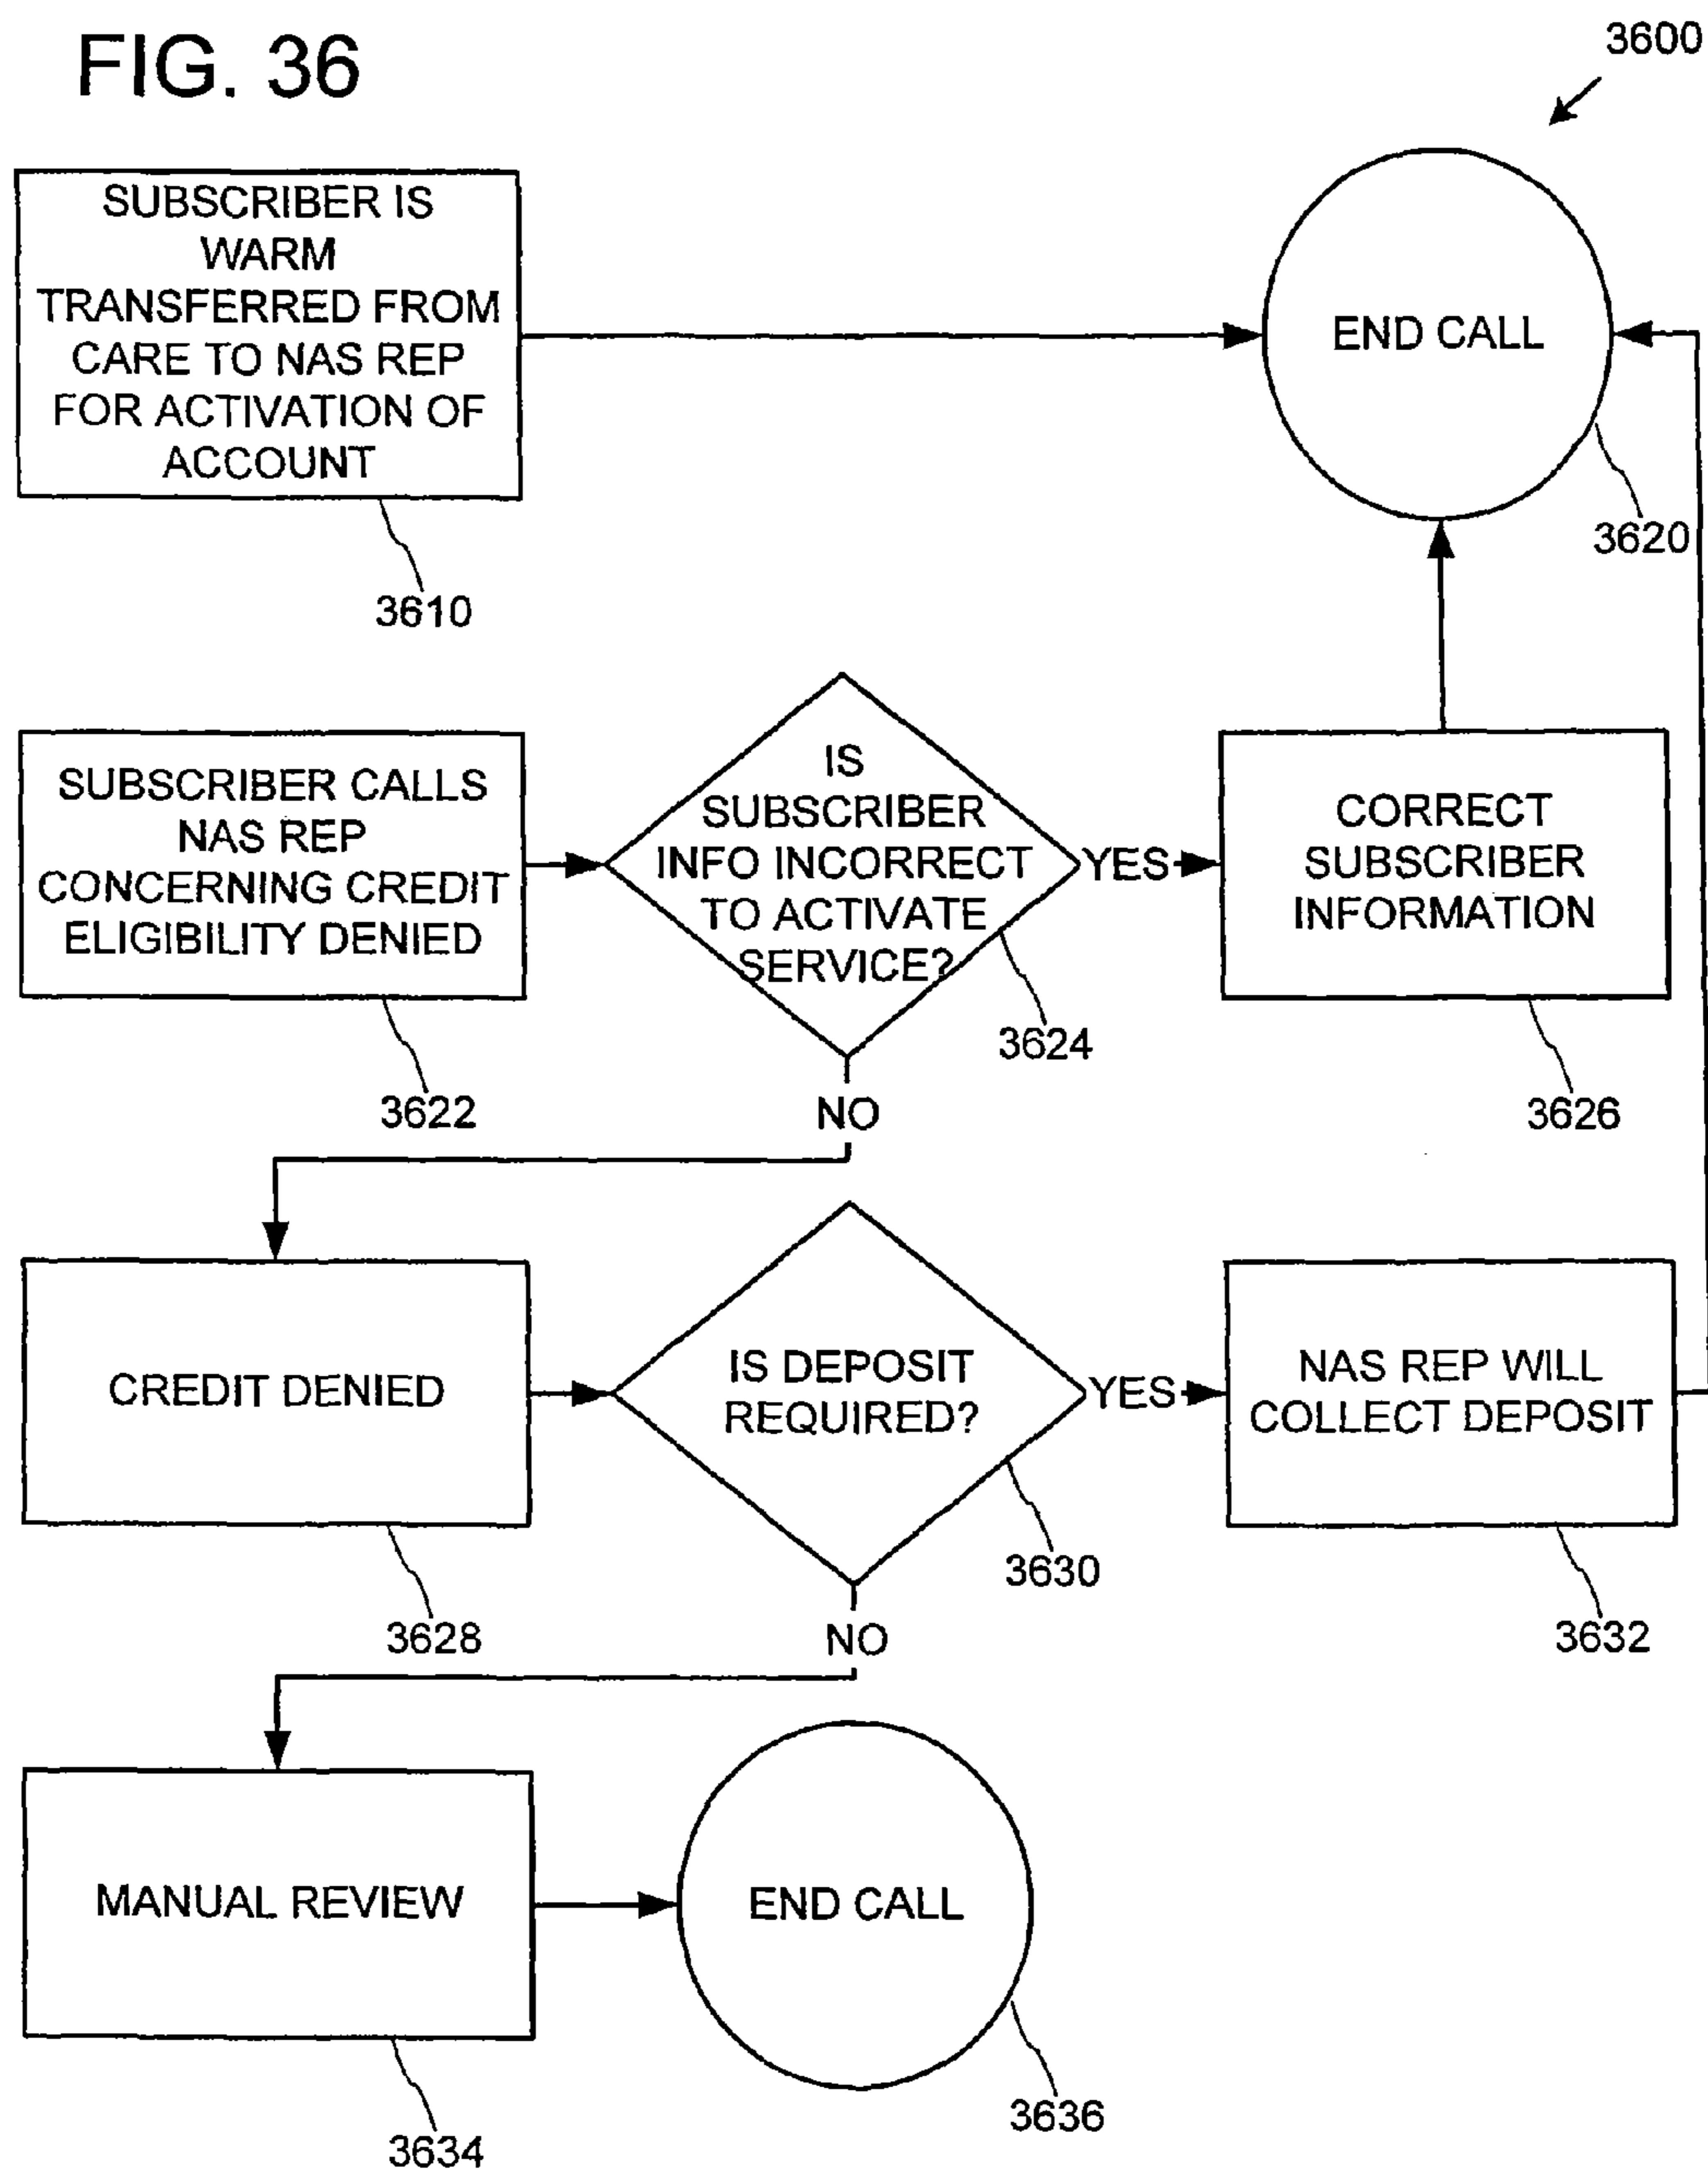 FIG. 36
3600
SUBSCRIBER IS
WARM
TRANSFERRED FROM
CARE TO NAS REP
FOR ACTIVATION OF
ACCOUNT
3610
END CALL
3620
SUBSCRIBER CALLS
NAS REP
CONCERNING CREDIT
ELIGIBILITY DENIED
3622
IS
SUBSCRIBER
INFO INCORRECT
TO ACTIVATE
SERVICE?
3624
YES
CORRECT
SUBSCRIBER
INFORMATION
3626
NO
CREDIT DENIED
3628
IS DEPOSIT
REQUIRED?
3630
YES
NAS REP WILL
COLLECT DEPOSIT
3632
NO
MANUAL REVIEW
3634
END CALL
3636